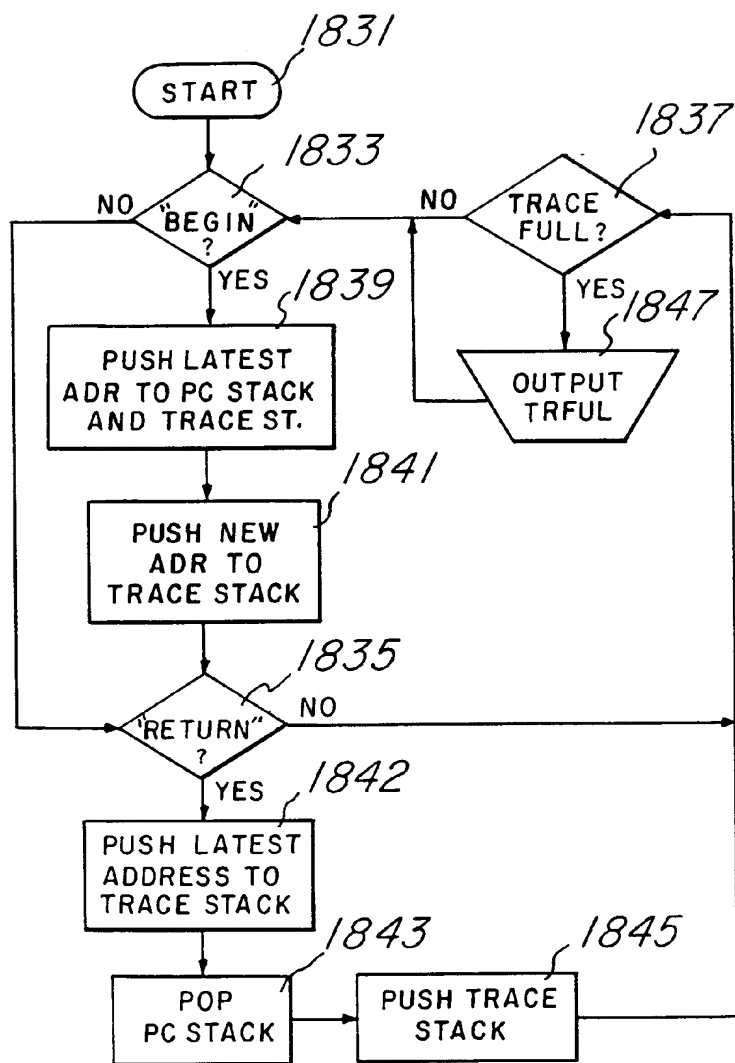 1831
START
1833
1837
NO
"BEGIN"
?
NO
TRACE
FULL?
YES
1839
YES
1847
PUSH LATEST
ADR TO PC STACK
AND TRACE ST.
OUTPUT
TRFUL
1841
PUSH NEW
ADR TO
TRACE STACK
1835
"RETURN"
?
NO
YES
1842
PUSH LATEST
ADDRESS TO
TRACE STACK
1843
1845
POP
PC STACK
PUSH TRACE
STACK